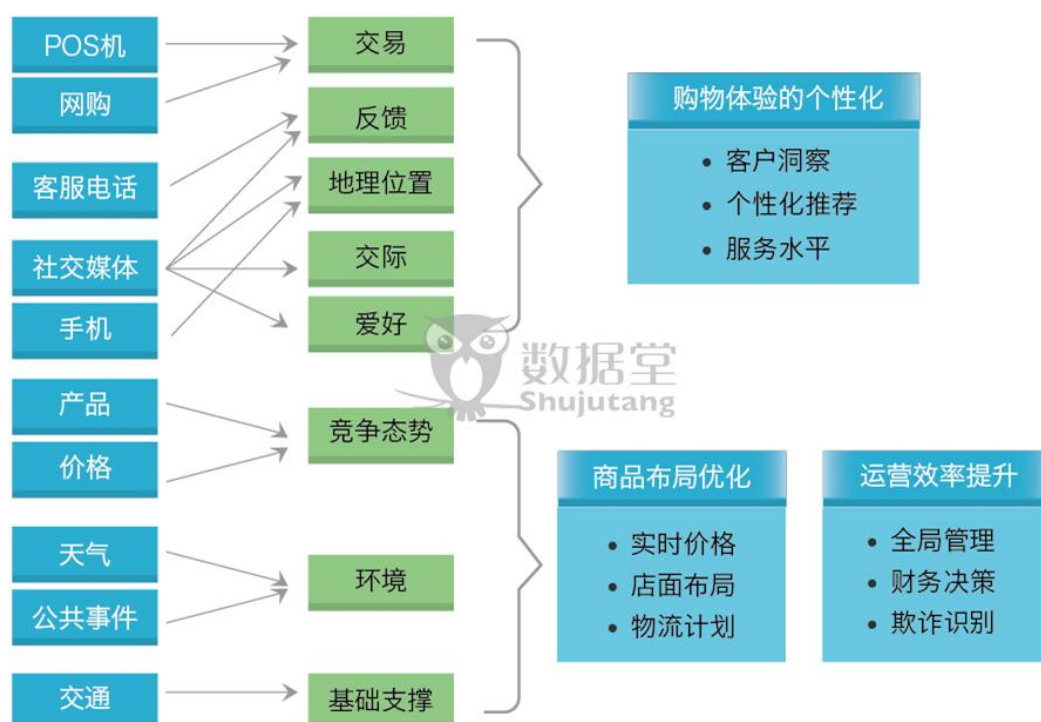 POS机
网购
客服电话
社交媒体
手机
产品
价格
天气
公共事件
交通
交易
反馈
地理位置
交际
爱好
竞争态势
环境
基础支撑
购物体验的个性化
• 客户洞察
• 个性化推荐
• 服务水平
数据堂
Shujutang
商品布局优化
• 实时价格
• 店面布局
• 物流计划
运营效率提升
• 全局管理
• 财务决策
• 欺诈识别